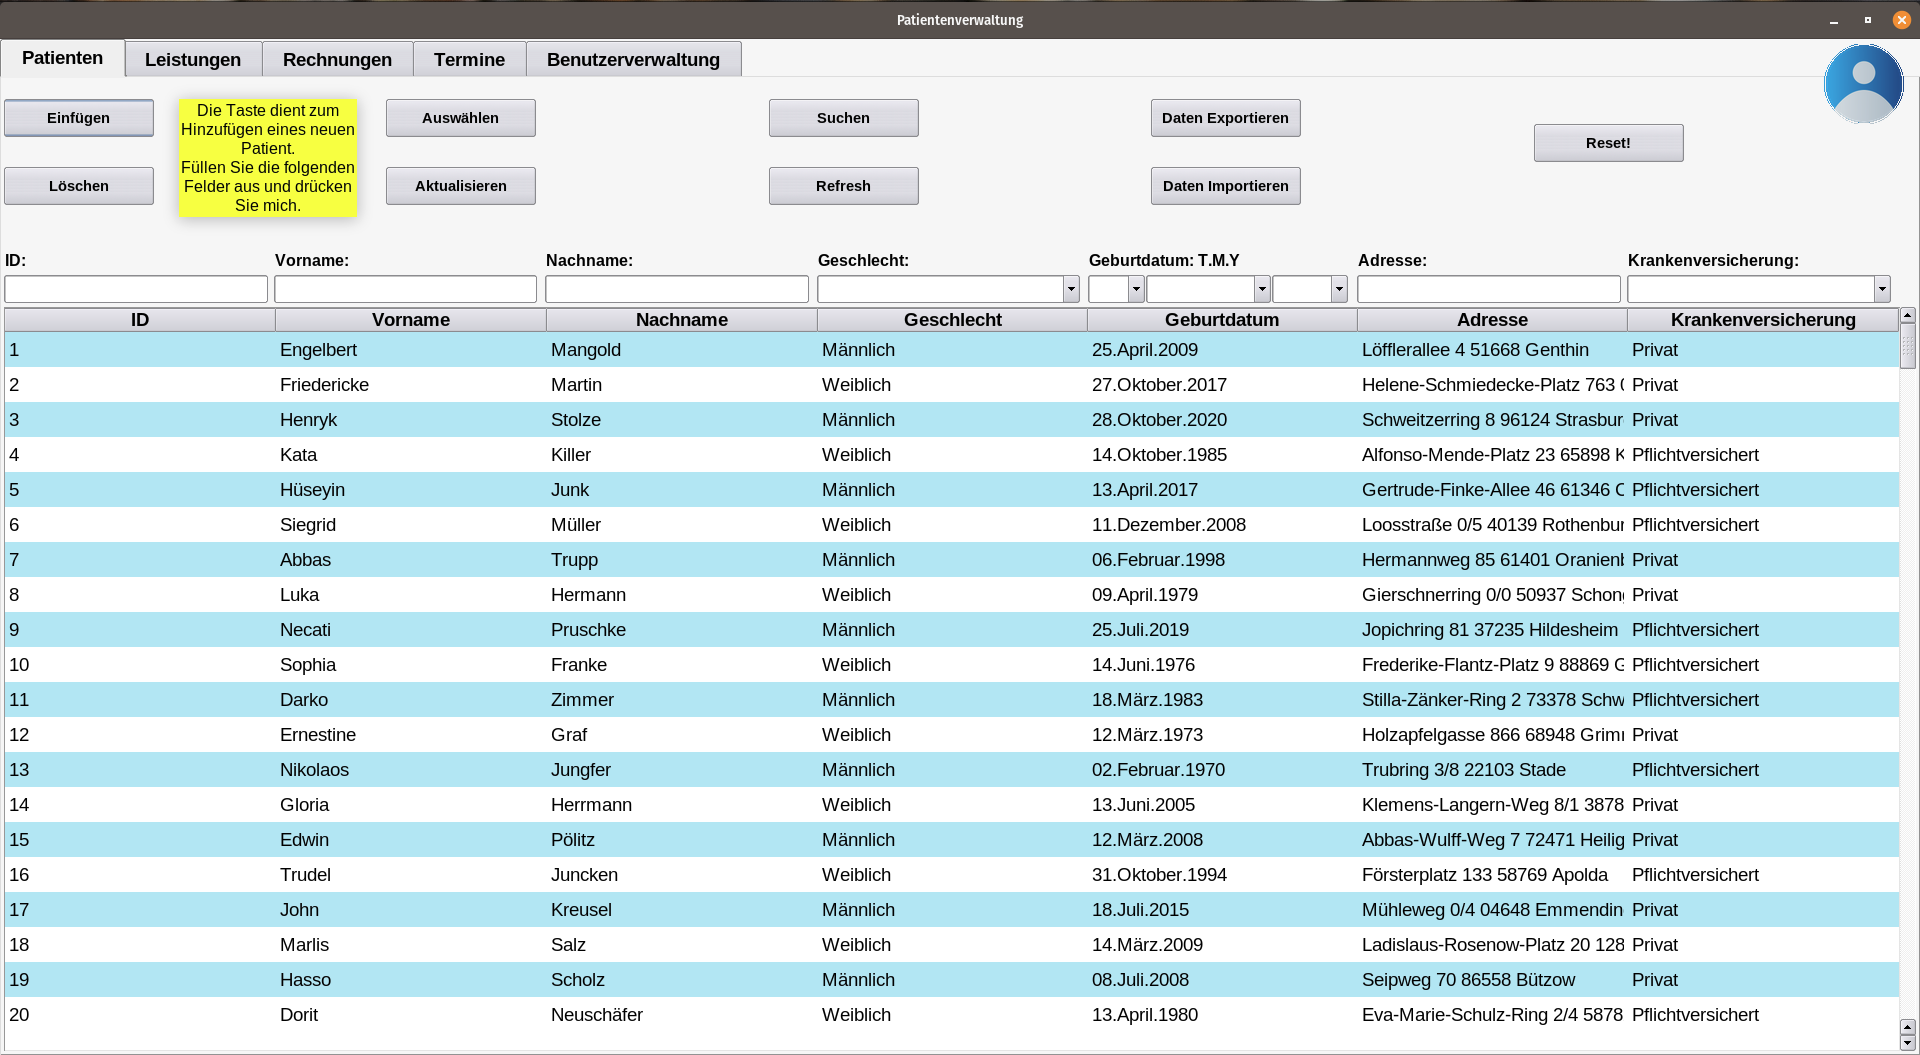 Patientenverwaltung
Patienten Leistungen Rechnungen Termine Benutzerverwaltung
Einfügen Auswählen Suchen Daten Exportieren
Reset!
Löschen Aktualisieren Refresh Daten Importieren
Die Taste dient zum
Hinzufügen eines neuen
Patient.
Füllen Sie die folgenden
Felder aus und drücken
Sie mich.
ID: Vorname: Nachname: Geschlecht: Geburtdatum: T.M.Y Adresse: Krankenversicherung:
ID Vorname Nachname Geschlecht Geburtdatum Adresse Krankenversicherung
1 Engelbert Mangold Männlich 25.April.2009 Löfflerallee 4 51668 Genthin Privat
2 Friedericke Martin Weiblich 27.Oktober.2017 Helene-Schmiedecke-Platz 763 Privat
3 Henryk Stolze Männlich 28.Oktober.2020 Schweitzerring 8 96124 Strasbur Privat
4 Kata Killer Weiblich 14.Oktober.1985 Alfonso-Mende-Platz 23 65898 K Pflichtversichert
5 Hüseyin Junk Männlich 13.April.2017 Gertrude-Finke-Allee 46 61346 Pflichtversichert
6 Siegrid Müller Weiblich 11.Dezember.2008 Loosstraße 0/5 40139 Rothenbur Pflichtversichert
7 Abbas Trupp Männlich 06.Februar.1998 Hermannweg 85 61401 Oranienb Privat
8 Luka Hermann Weiblich 09.April.1979 Gierschnerring 0/0 50937 Schong Privat
9 Necati Pruschke Männlich 25.Juli.2019 Jopichring 81 37235 Hildesheim Pflichtversichert
10 Sophia Franke Weiblich 14.Juni.1976 Frederike-Flantz-Platz 9 88869 G Pflichtversichert
11 Darko Zimmer Männlich 18.März.1983 Stilla-Zänker-Ring 2 73378 Schw Pflichtversichert
12 Ernestine Graf Weiblich 12.März.1973 Holzapfelgasse 866 68948 Grimm Privat
13 Nikolaos Jungfer Männlich 02.Februar.1970 Trubring 3/8 22103 Stade Pflichtversichert
14 Gloria Herrmann Weiblich 13.Juni.2005 Klemens-Langern-Weg 8/1 3878 Privat
15 Edwin Pölitz Männlich 12.März.2008 Abbas-Wulff-Weg 7 72471 Heilig Privat
16 Trudel Juncken Weiblich 31.Oktober.1994 Försterplatz 133 58769 Apolda Pflichtversichert
17 John Kreusel Männlich 18.Juli.2015 Mühleweg 0/4 04648 Emmendin Privat
18 Marlis Salz Weiblich 14.März.2009 Ladislaus-Rosenow-Platz 20 128 Privat
19 Hasso Scholz Männlich 08.Juli.2008 Seipweg 70 86558 Bützow Privat
20 Dorit Neuschäfer Weiblich 13.April.1980 Eva-Marie-Schulz-Ring 2/4 5878 Pflichtversichert